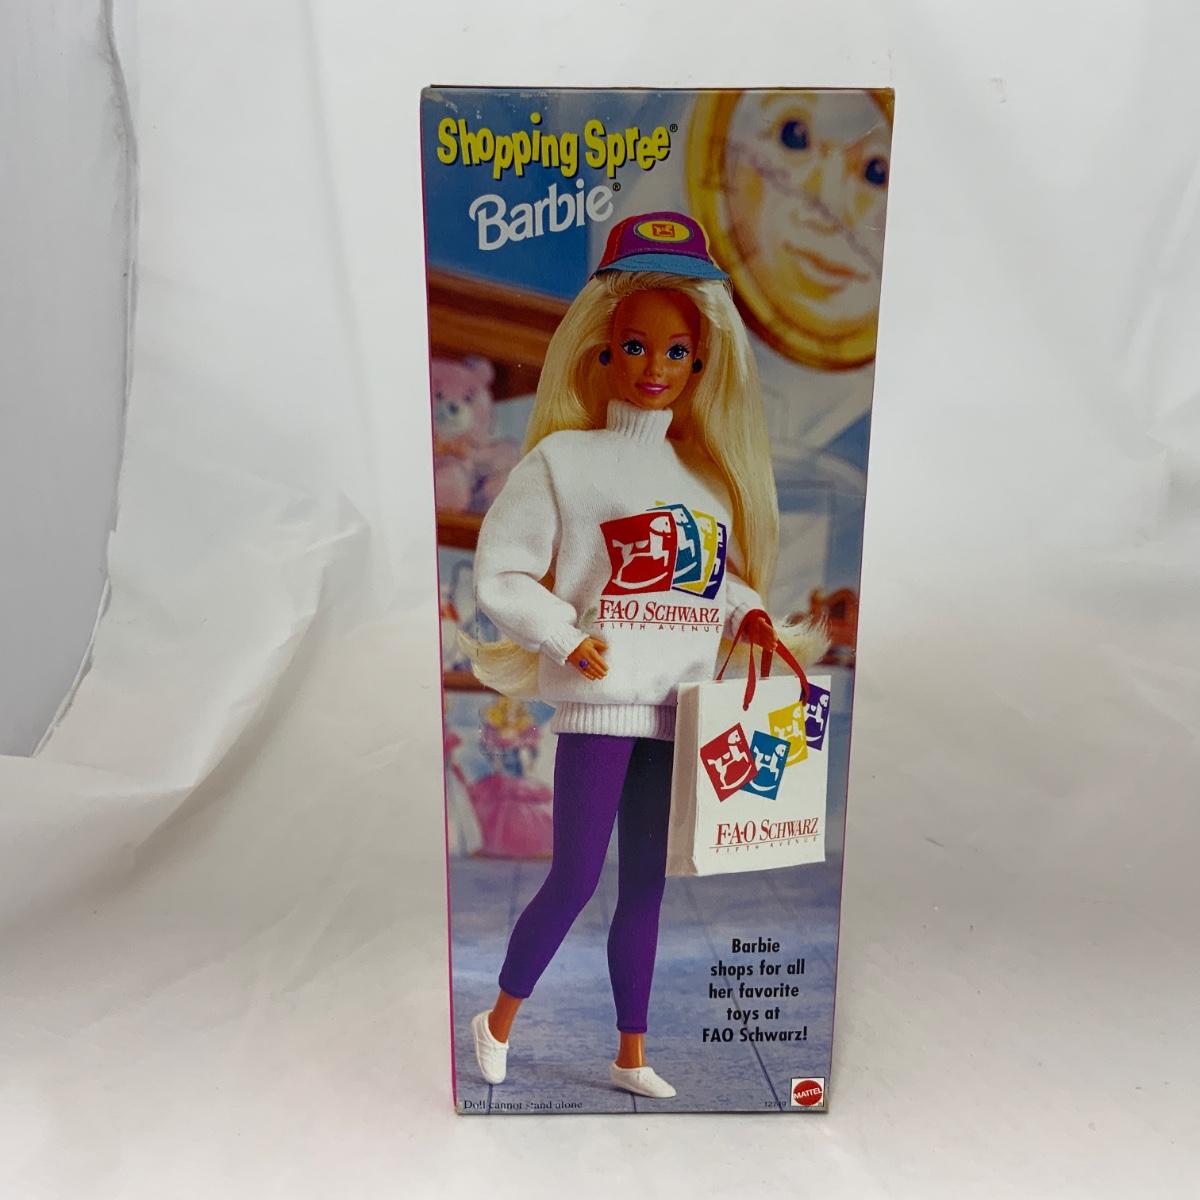 Shopping Spree®
Barbie®
F·A·O SCHWARZ
FIFTH AVENUE
F·A·O SCHWARZ
FIFTH AVENUE
Barbie
shops for all
her favorite
toys at
FAO Schwarz!
Doll cannot stand alone
MATTEL